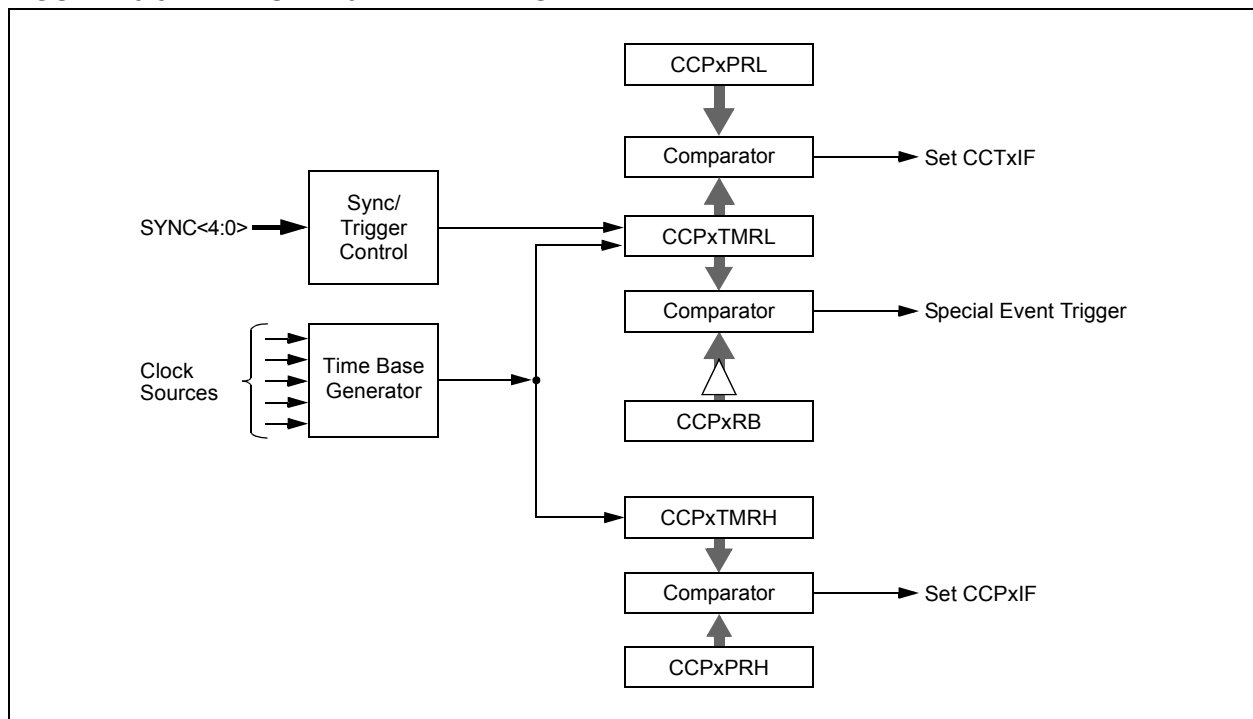 CCPxPRL
Comparator
Set CCTxIF
Sync/
Trigger
Control
SYNC<4:0>
CCPxTMRL
Comparator
Special Event Trigger
Clock
Sources
Time Base
Generator
CCPxRB
CCPxTMRH
Comparator
Set CCPxIF
CCPxPRH